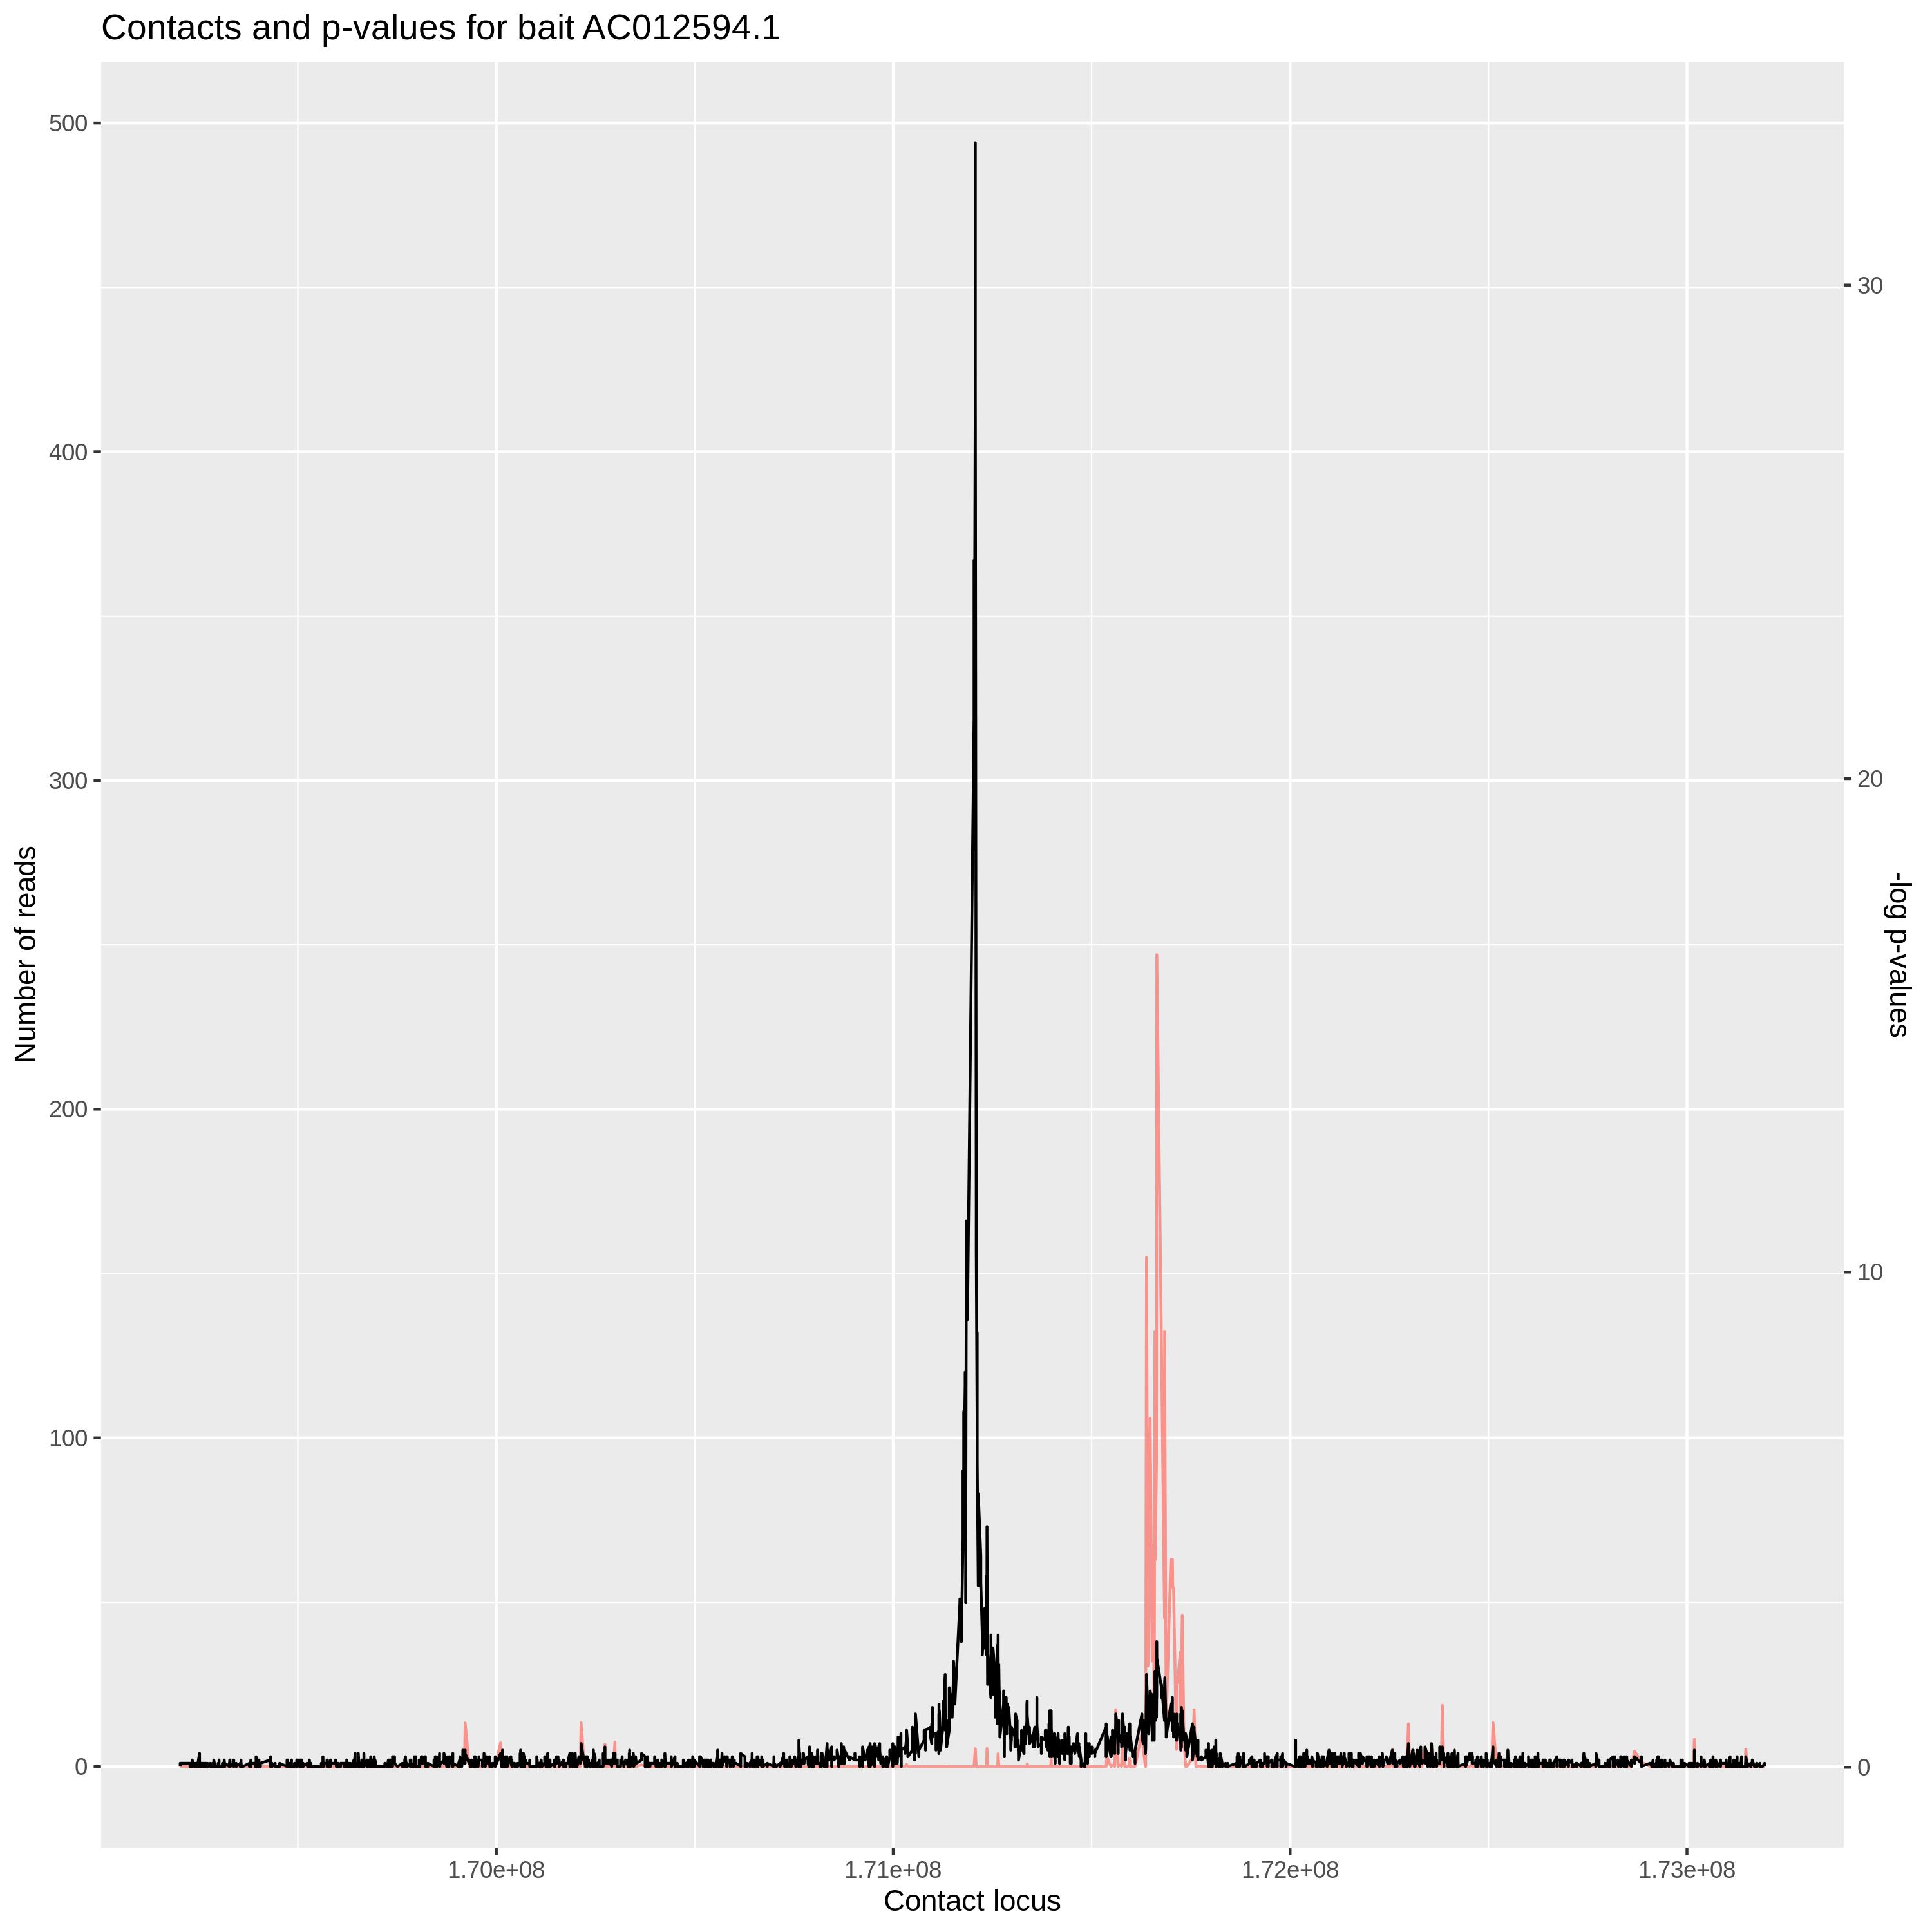 Contacts and p-values for bait AC012594.1
500
400
300
200
100
0
Number of reads
30
20
10
0
-log p-values
1.70e+08
1.71e+08
1.72e+08
1.73e+08
Contact locus